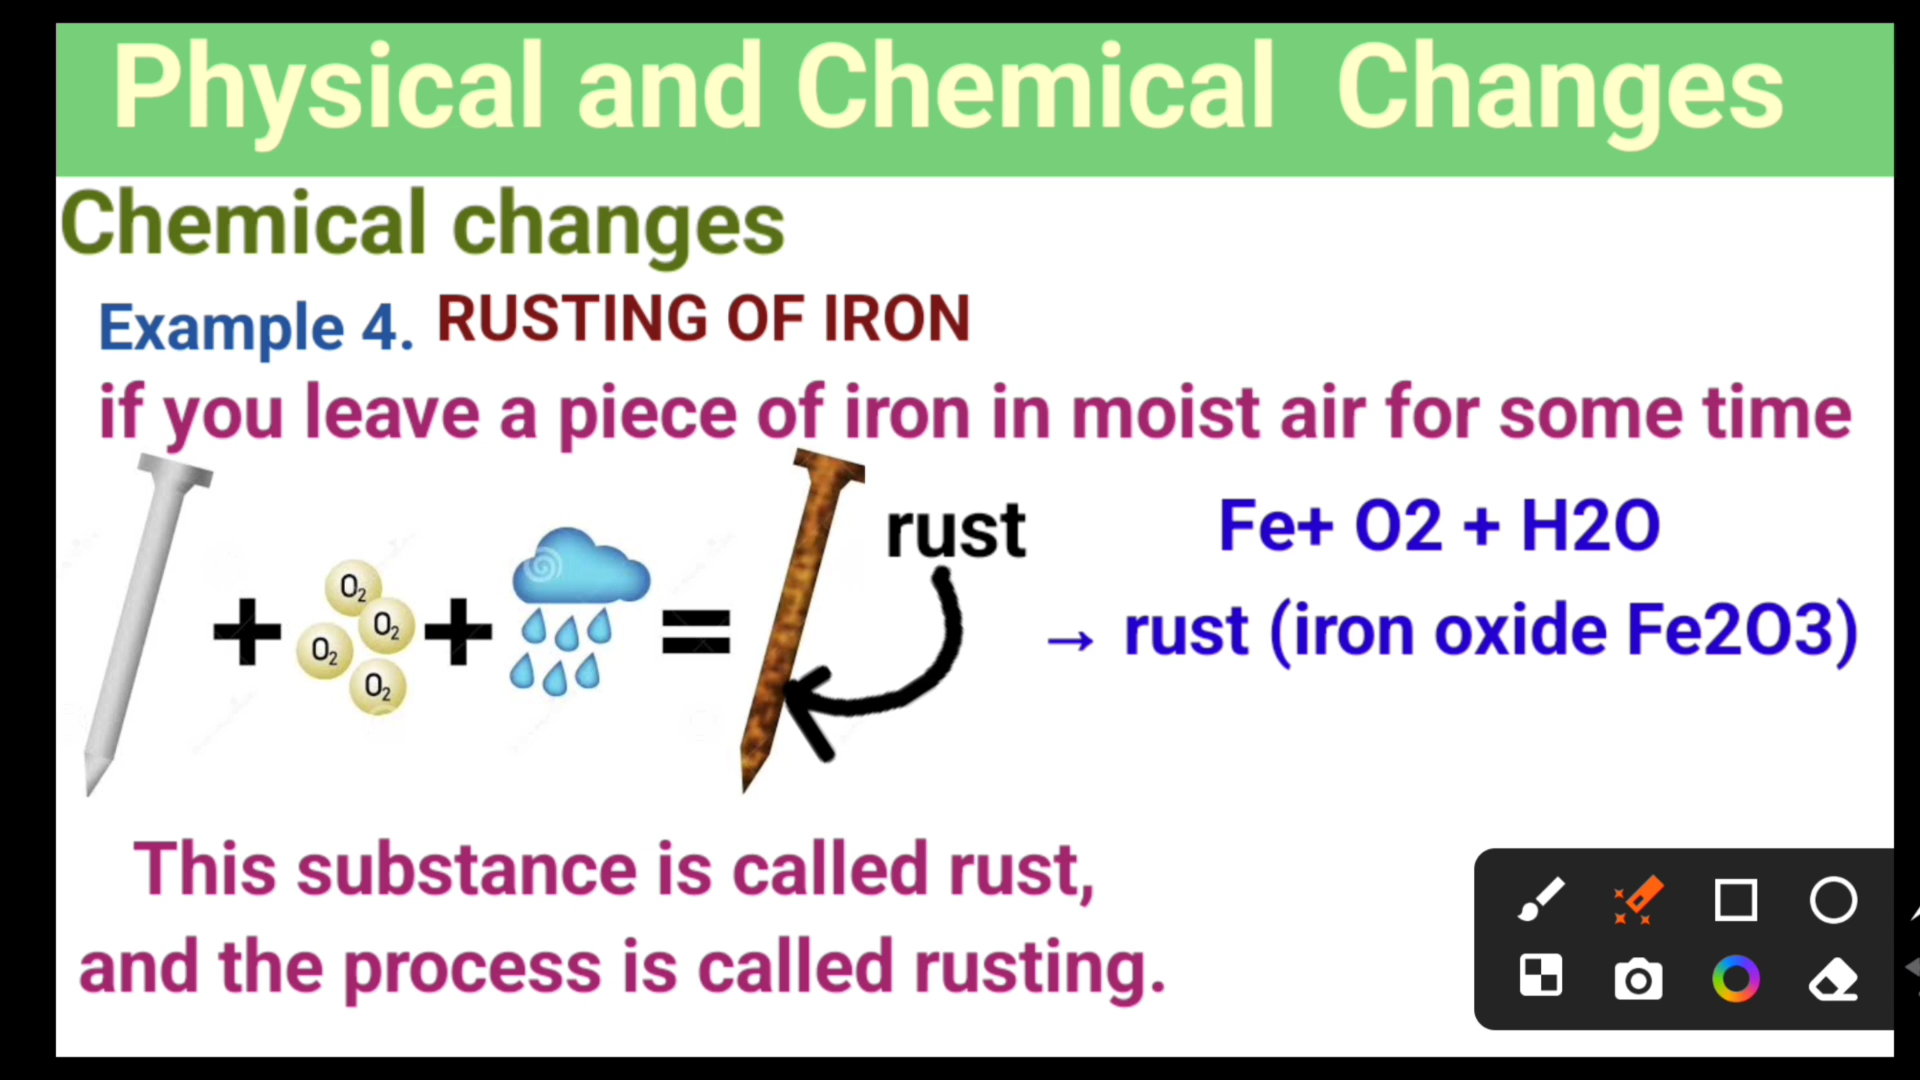 Physical and Chemical Changes
Chemical changes
Example 4. RUSTING OF IRON
if you leave a piece of iron in moist air for some time
rust
Fe+ O2 + H2O
→ rust (iron oxide Fe2O3)
+ O₂ O₂ O₂ O₂ + =
This substance is called rust,
and the process is called rusting.